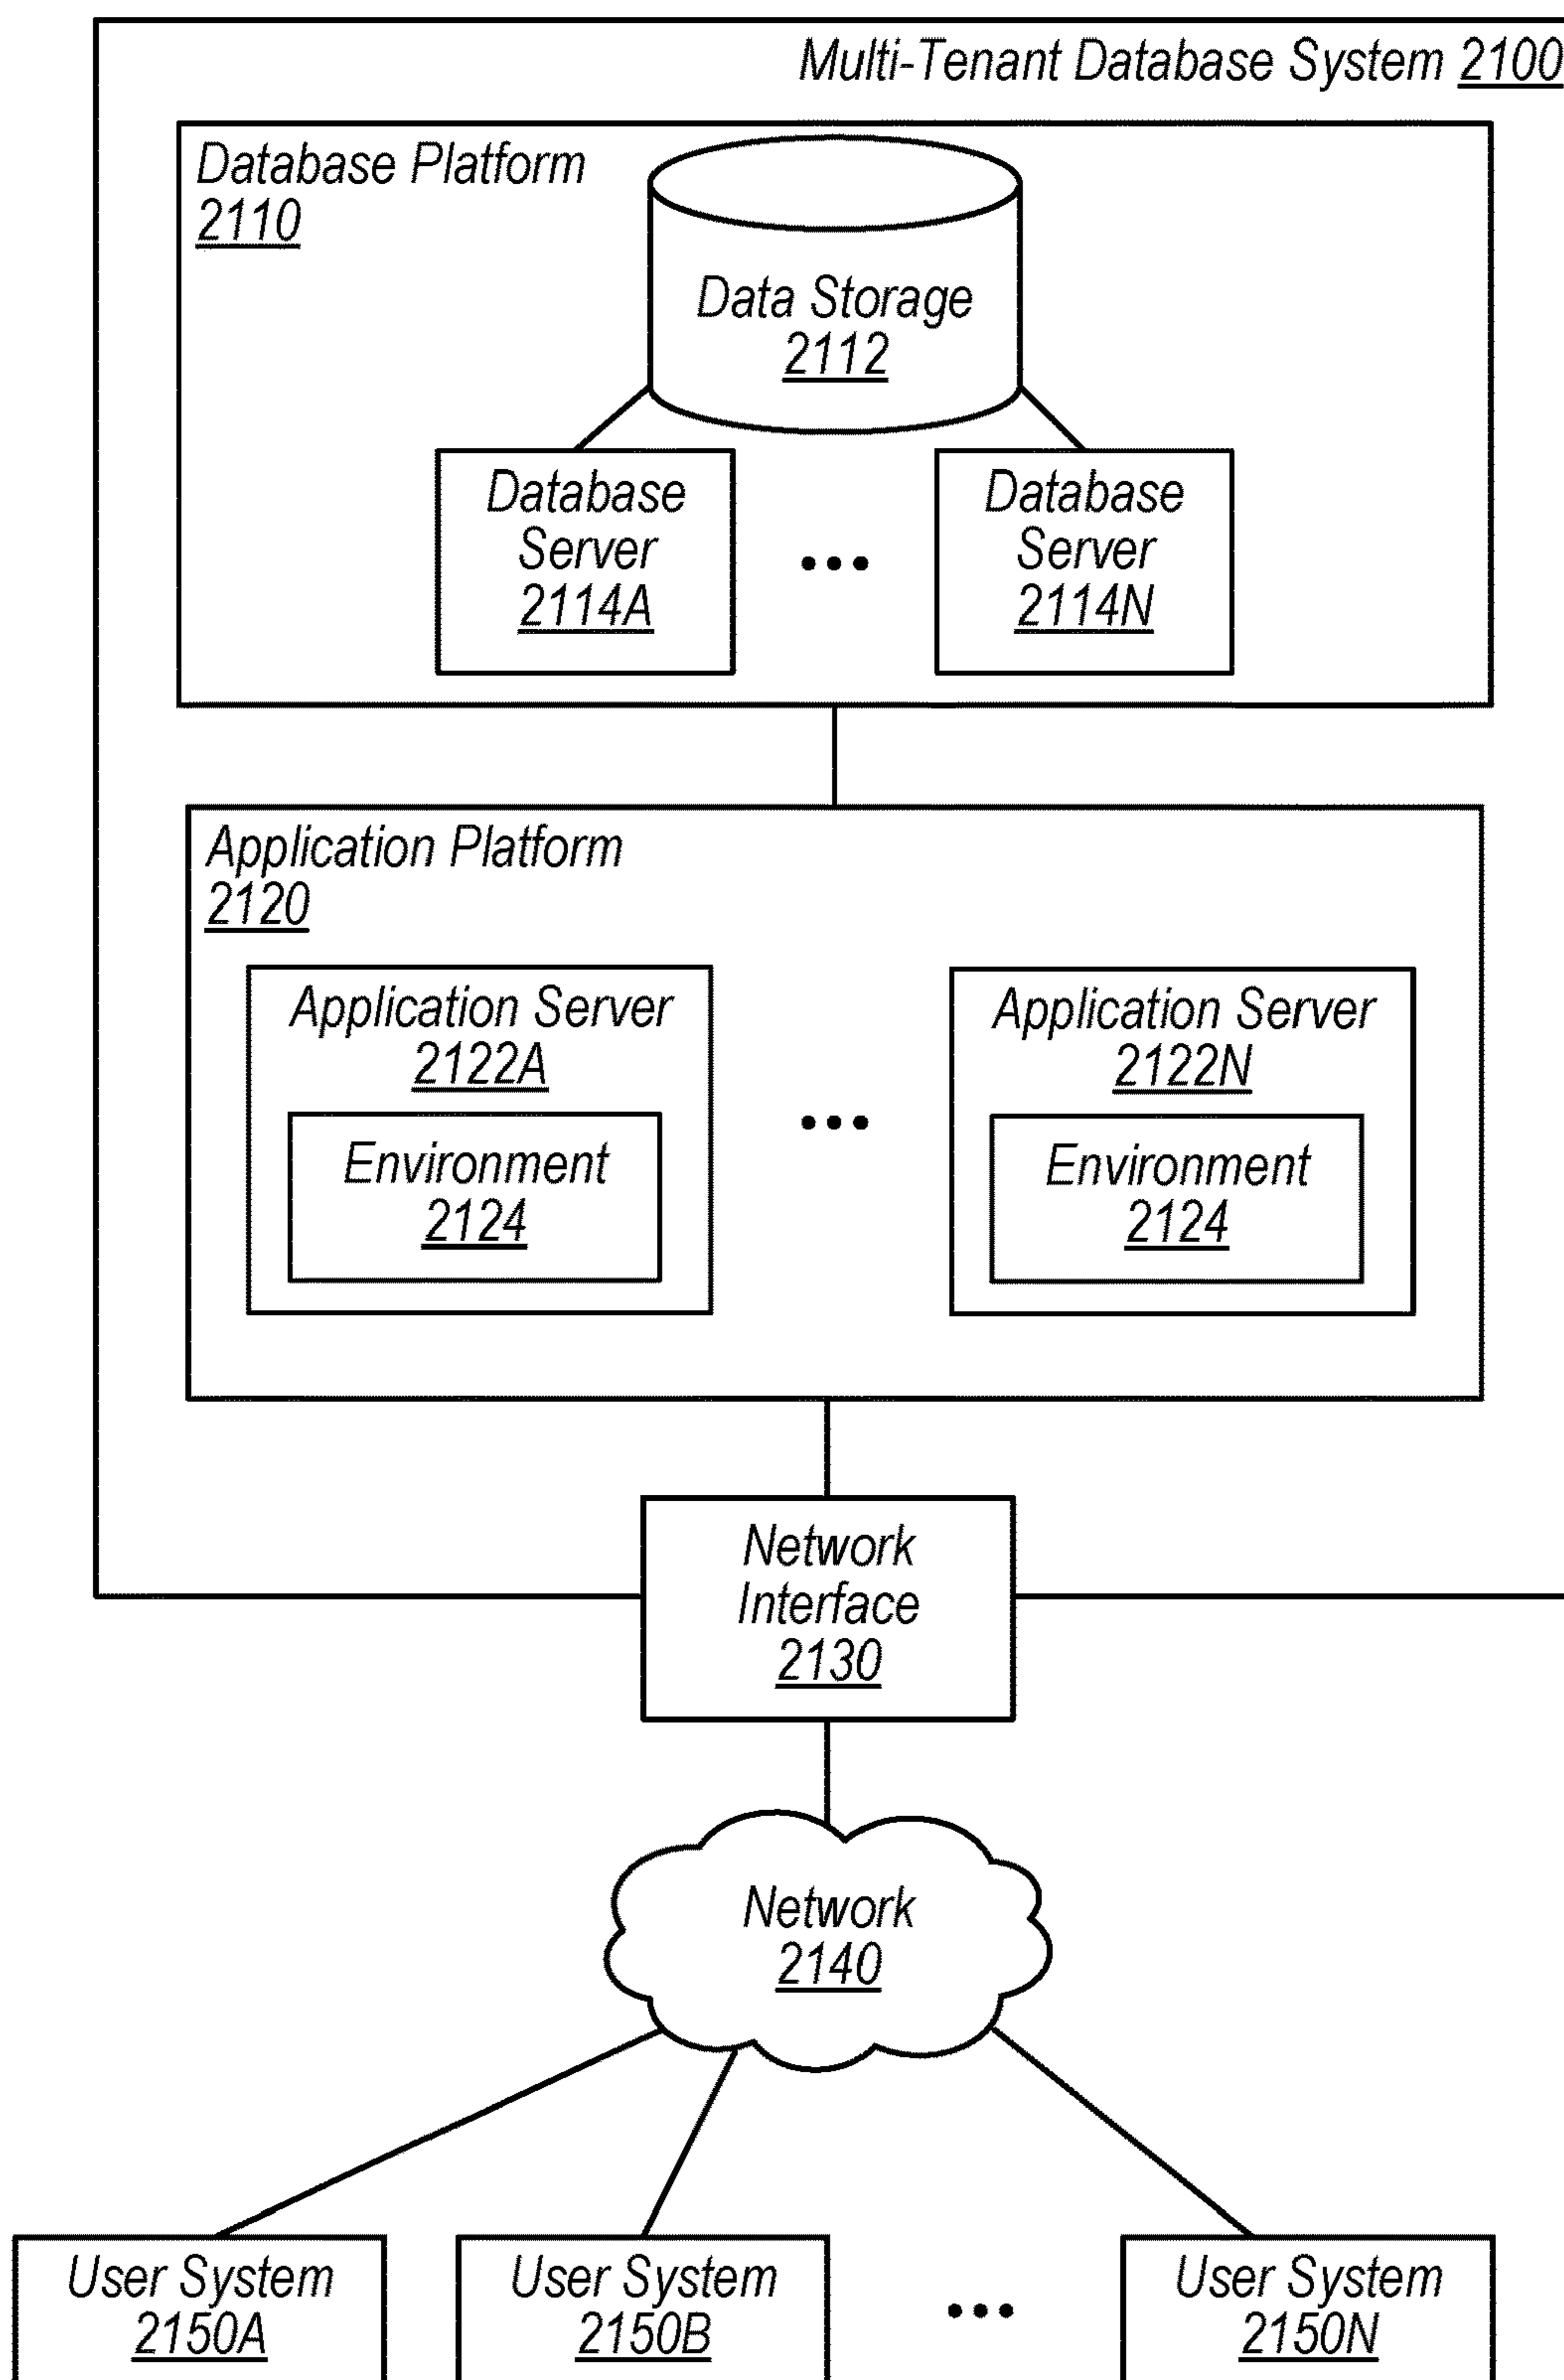 Multi-Tenant Database System 2100
Database Platform
2110
Data Storage
2112
Database
Server
2114A
Database
Server
2114N
Application Platform
2120
Application Server
2122A
Environment
2124
Application Server
2122N
Environment
2124
Network
Interface
2130
Network
2140
User System
2150A
User System
2150B
User System
2150N